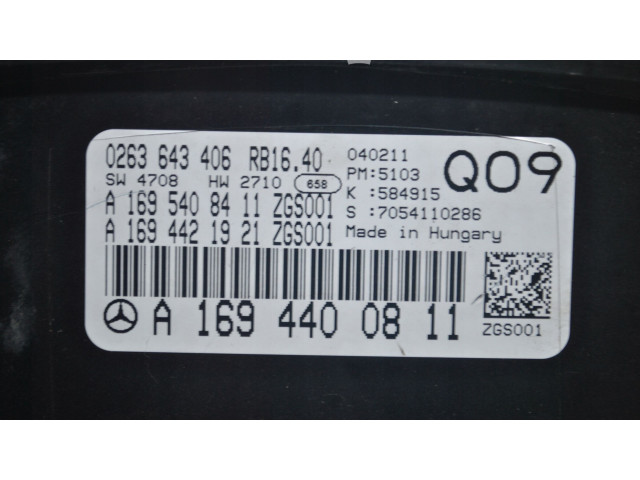 0263 643 406 RB16.40
SW 4708 HW 2710 658
A 169 540 84 11 ZGS001
A 169 442 19 21 ZGS001
040211
PM:5103
K :584915
S :7054110286
Made in Hungary
Q09
A 169 440 08 11
ZGS001